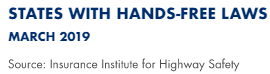 STATES WITH HANDS-FREE LAWS
MARCH 2019
Source: Insurance Institute for Highway Safety